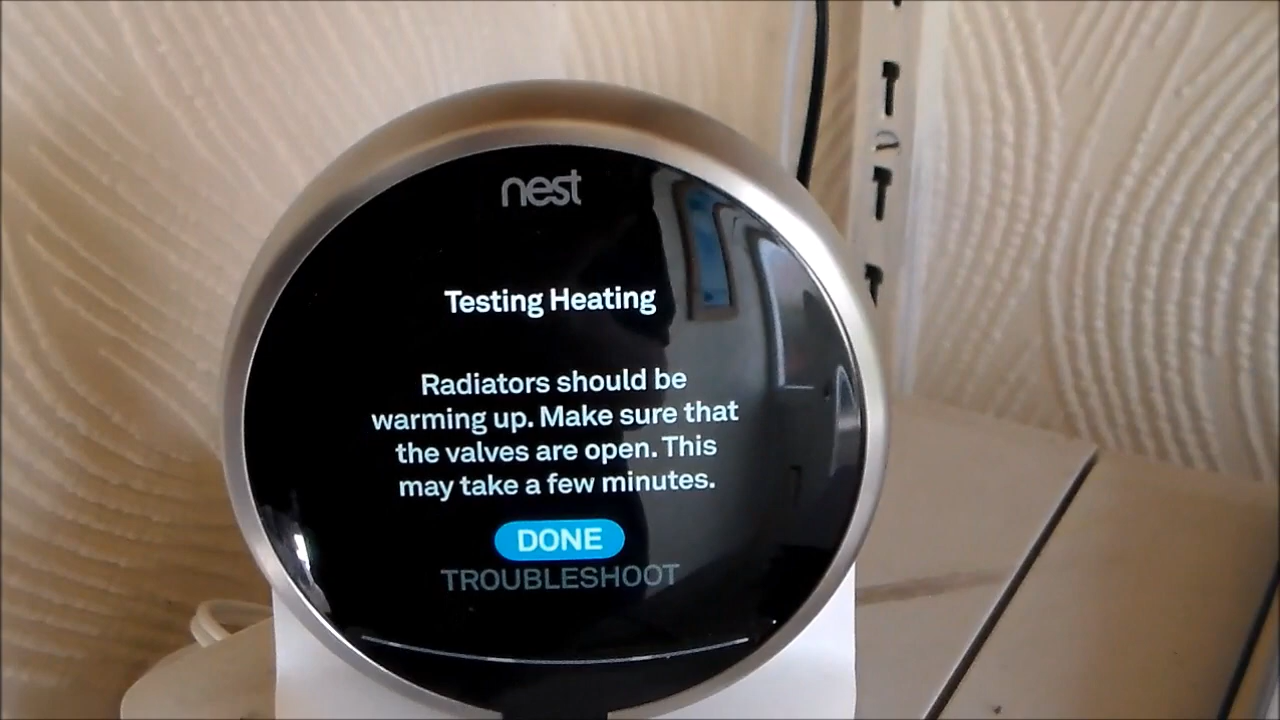 nest
Testing Heating
Radiators should be
warming up. Make sure that
the valves are open. This
may take a few minutes.
DONE
TROUBLESHOOT